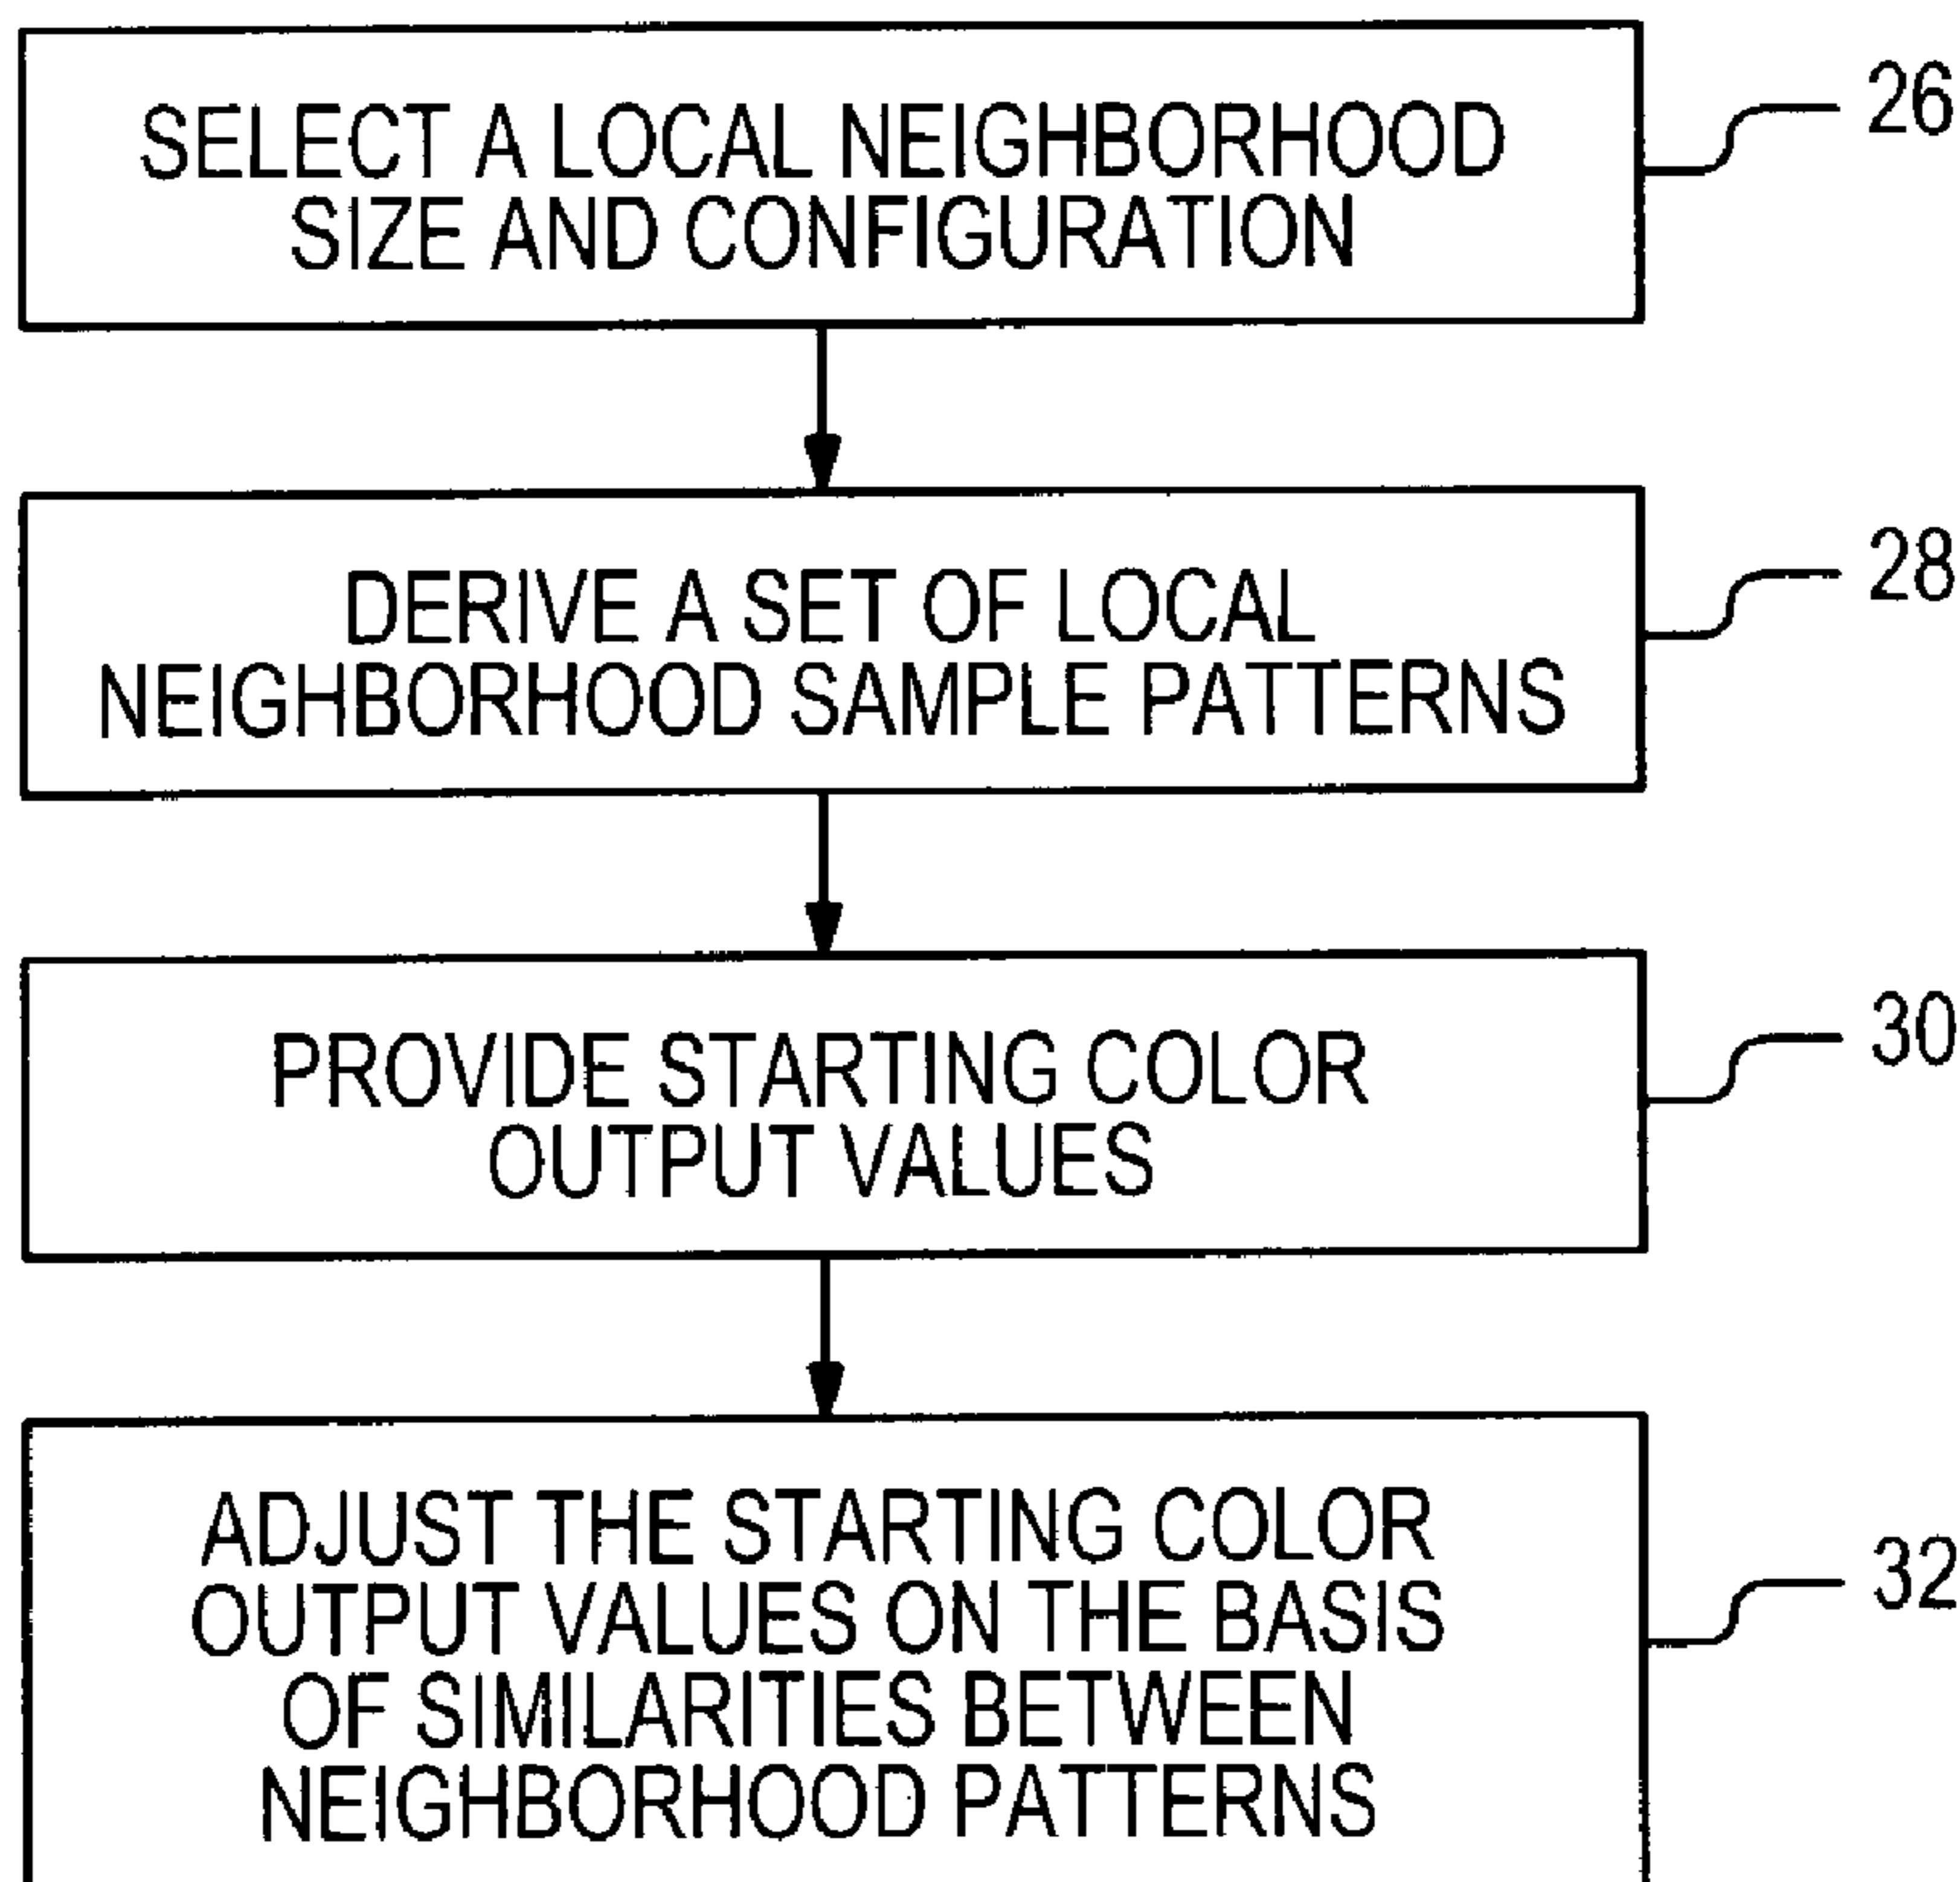 SELECT A LOCAL NEIGHBORHOOD
SIZE AND CONFIGURATION
26
DERIVE A SET OF LOCAL
NEIGHBORHOOD SAMPLE PATTERNS
28
PROVIDE STARTING COLOR
OUTPUT VALUES
30
ADJUST THE STARTING COLOR
OUTPUT VALUES ON THE BASIS
OF SIMILARITIES BETWEEN
NEIGHBORHOOD PATTERNS
32